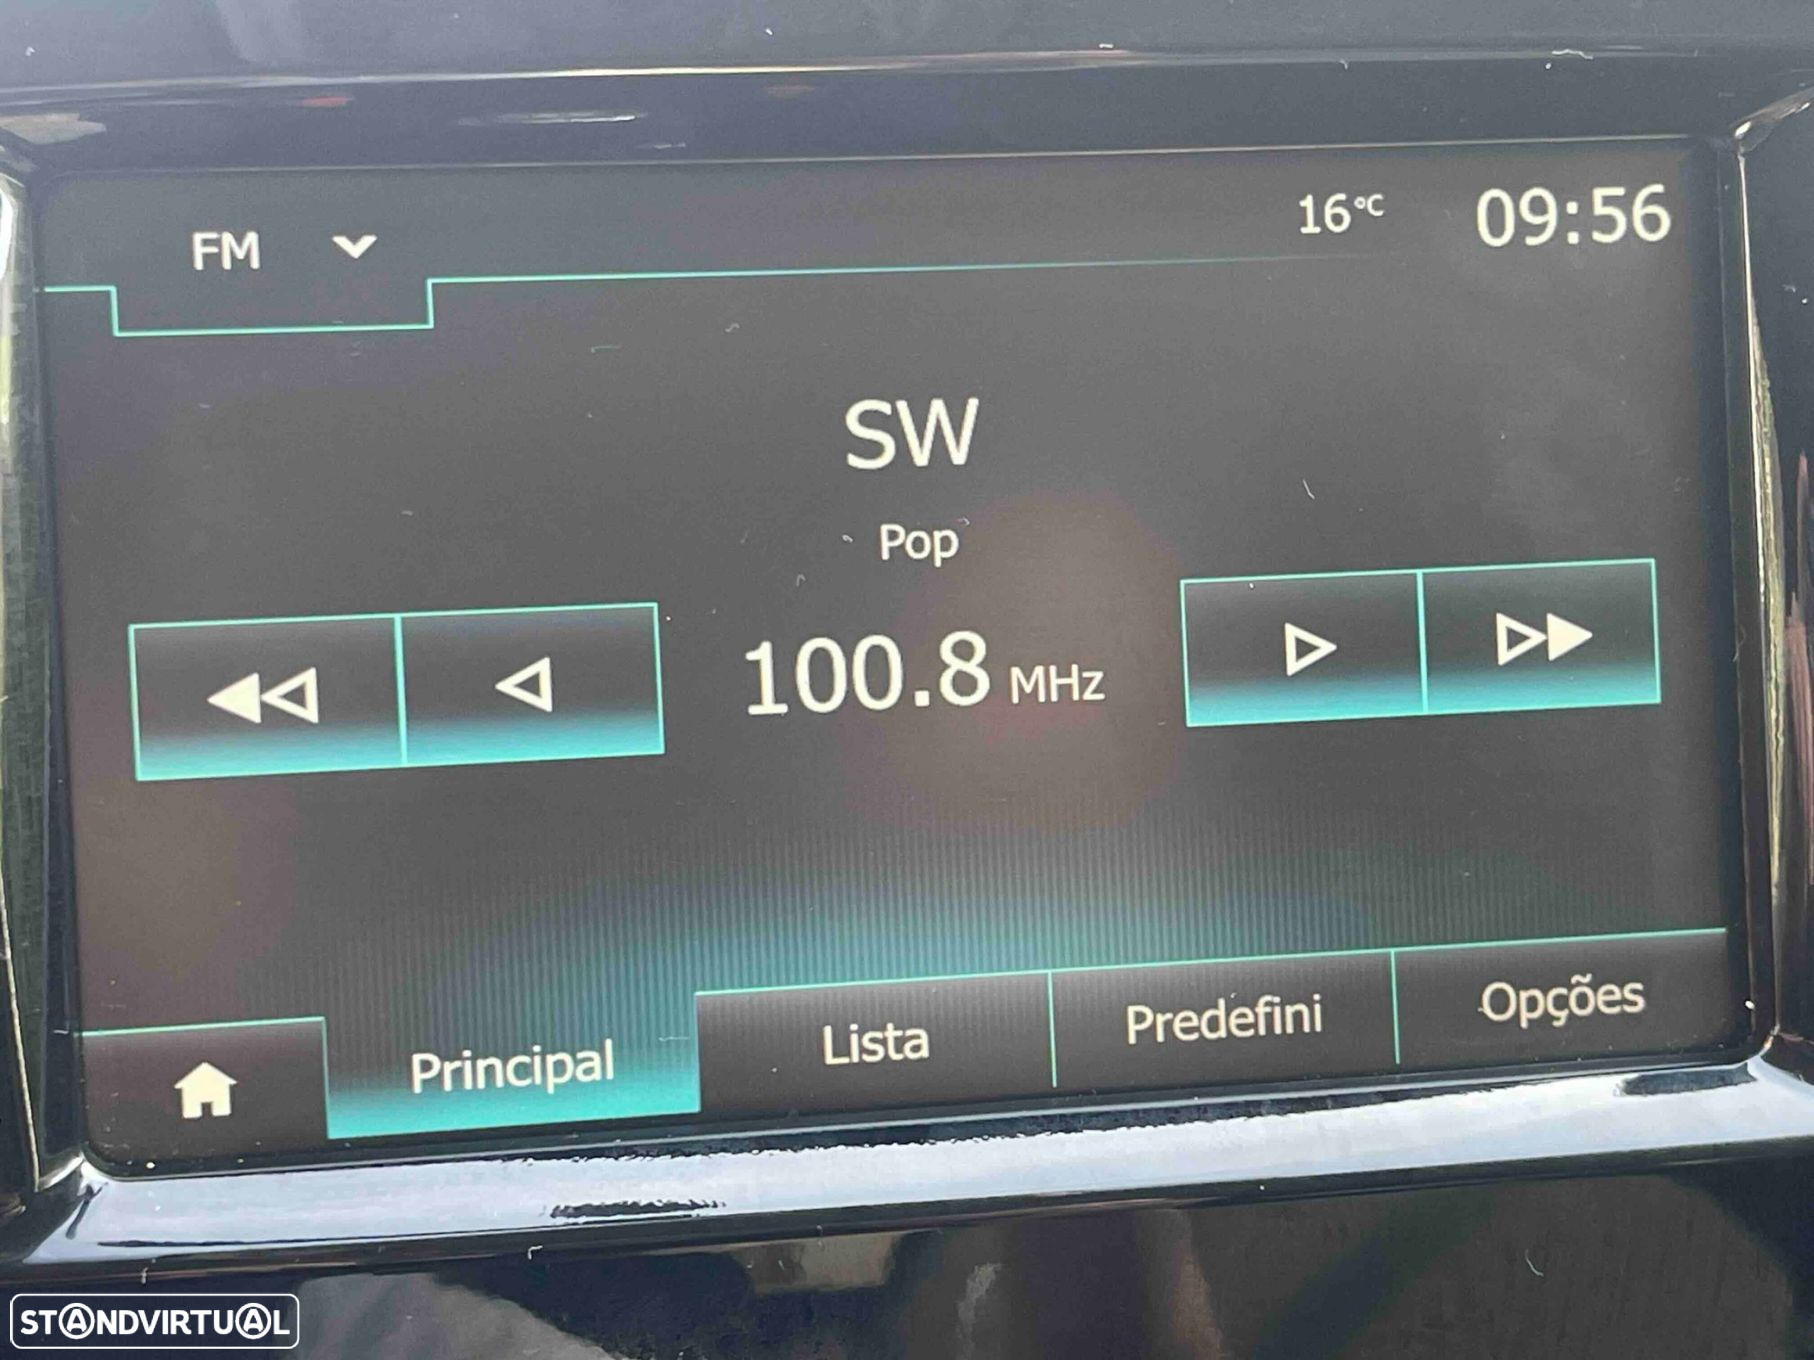 FM
16°C
09:56
SW
Pop
100.8 MHz
Principal
Lista
Predefini
Opções
STANDVIRTUAL